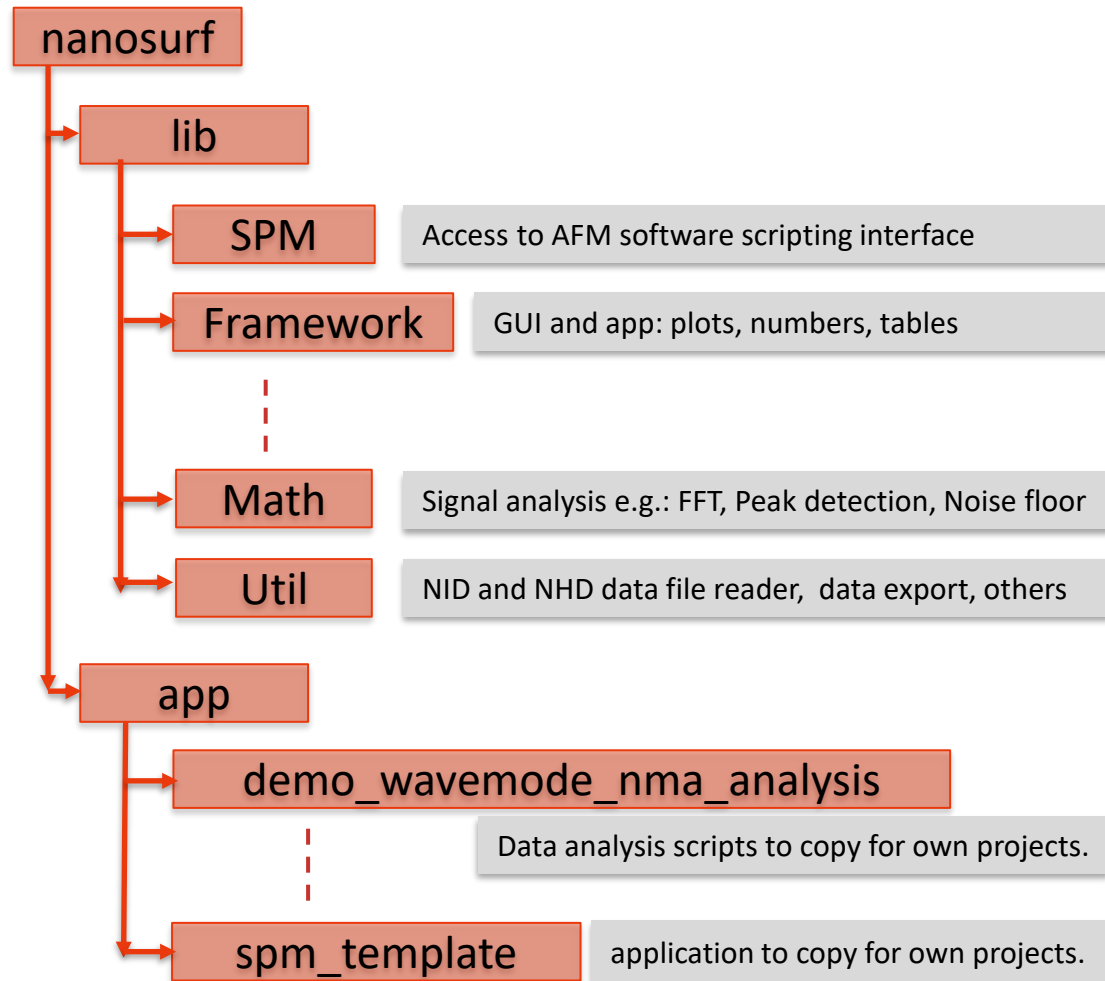 nanosurf
lib
SPM
Access to AFM software scripting interface
Framework
GUI and app: plots, numbers, tables
Math
Signal analysis e.g.: FFT, Peak detection, Noise floor
Util
NID and NHD data file reader,  data export, others
app
demo_wavemode_nma_analysis
Data analysis scripts to copy for own projects.
spm_template
application to copy for own projects.